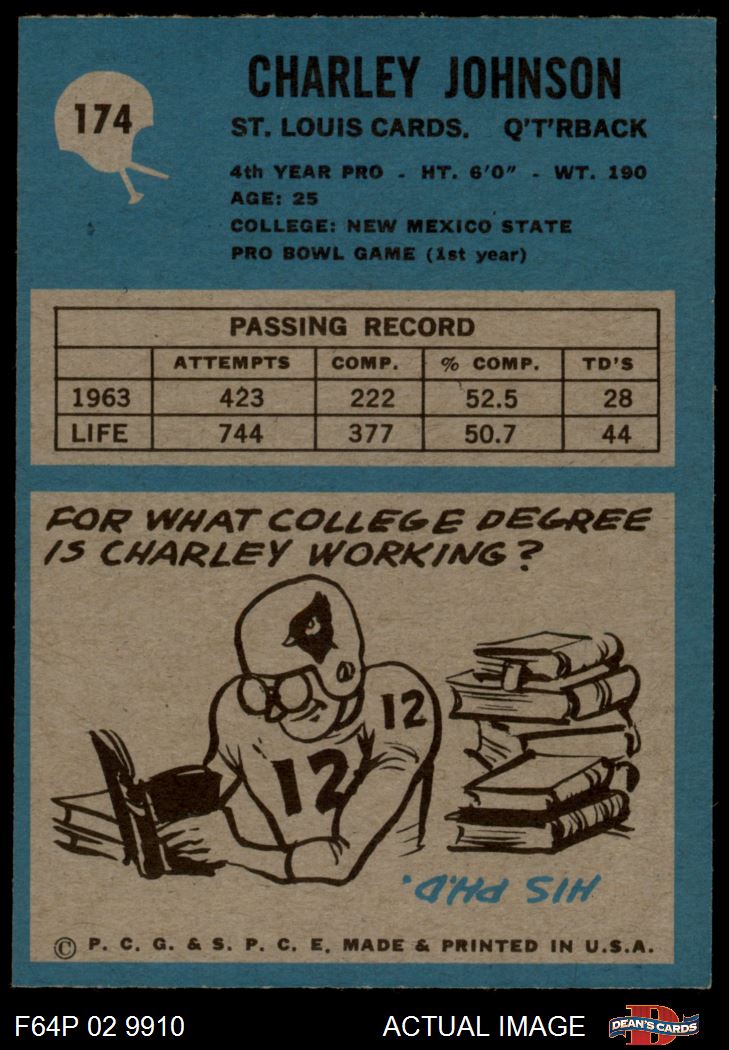 174
CHARLEY JOHNSON
ST. LOUIS CARDS. Q'T'RBACK
4th YEAR PRO - HT. 6'0" - WT. 190
AGE: 25
COLLEGE: NEW MEXICO STATE
PRO BOWL GAME (1st year)
PASSING RECORD
ATTEMPTS COMP. % COMP. TD'S
1963 423 222 52.5 28
LIFE 744 377 50.7 44
FOR WHAT COLLEGE DEGREE
IS CHARLEY WORKING?
12
12
HIS PH.D.
© P. C. G. & S. P. C. E. MADE & PRINTED IN U.S.A.
F64P 02 9910 ACTUAL IMAGE D DEAN'S CARDS